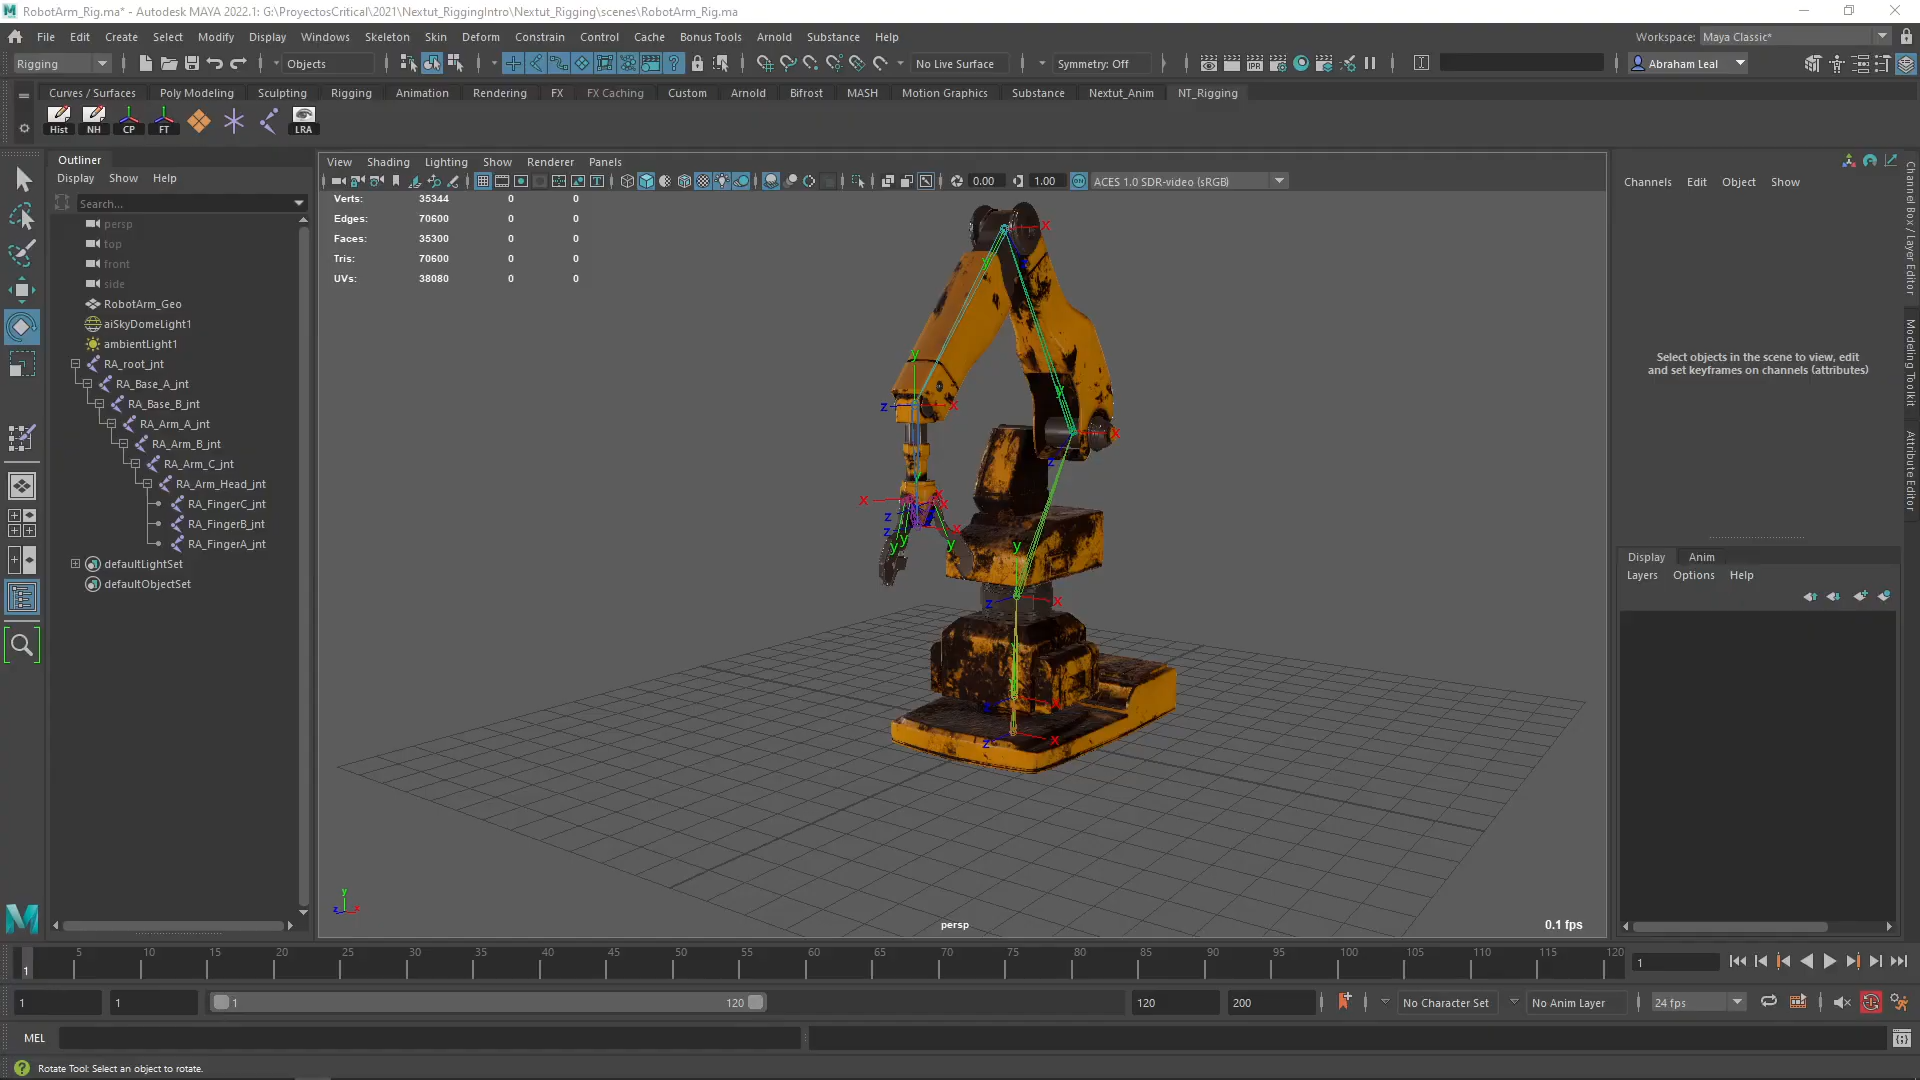 RobotArm_Rig.ma* - Autodesk MAYA 2022.1: G:\ProyectosCritical\2021\Nextut_RiggingIntro\Nextut_Rigging\scenes\RobotArm_Rig.ma
File Edit Create Select Modify Display Windows Skeleton Skin Deform Constrain Control Cache Bonus Tools Arnold Substance Help
Workspace: Maya Classic*
Rigging
Objects
No Live Surface
Symmetry: Off
Abraham Leal
Curves / Surfaces Poly Modeling Sculpting Rigging Animation Rendering FX FX Caching Custom Arnold Bifrost MASH Motion Graphics Substance Nextut_Anim NT_Rigging
Hist NH CP FT LRA
Outliner
Display Show Help
Search...
persp
top
front
side
RobotArm_Geo
aiSkyDomeLight1
ambientLight1
RA_root_jnt
RA_Base_A_jnt
RA_Base_B_jnt
RA_Arm_A_jnt
RA_Arm_B_jnt
RA_Arm_C_jnt
RA_Arm_Head_jnt
RA_FingerC_jnt
RA_FingerB_jnt
RA_FingerA_jnt
defaultLightSet
defaultObjectSet
View Shading Lighting Show Renderer Panels
0.00
1.00
ACES 1.0 SDR-video (sRGB)
Verts: 35344 0 0
Edges: 70600 0 0
Faces: 35300 0 0
Tris: 70600 0 0
UVs: 38080 0 0
persp
0.1 fps
Channels Edit Object Show
Select objects in the scene to view, edit
and set keyframes on channels (attributes)
Channel Box / Layer Editor
Modeling Toolkit
Attribute Editor
Display Anim
Layers Options Help
1
5 10 15 20 25 30 35 40 45 50 55 60 65 70 75 80 85 90 95 100 105 110 115 120
1
1
1
1
120
120
200
No Character Set
No Anim Layer
24 fps
MEL
Rotate Tool: Select an object to rotate.